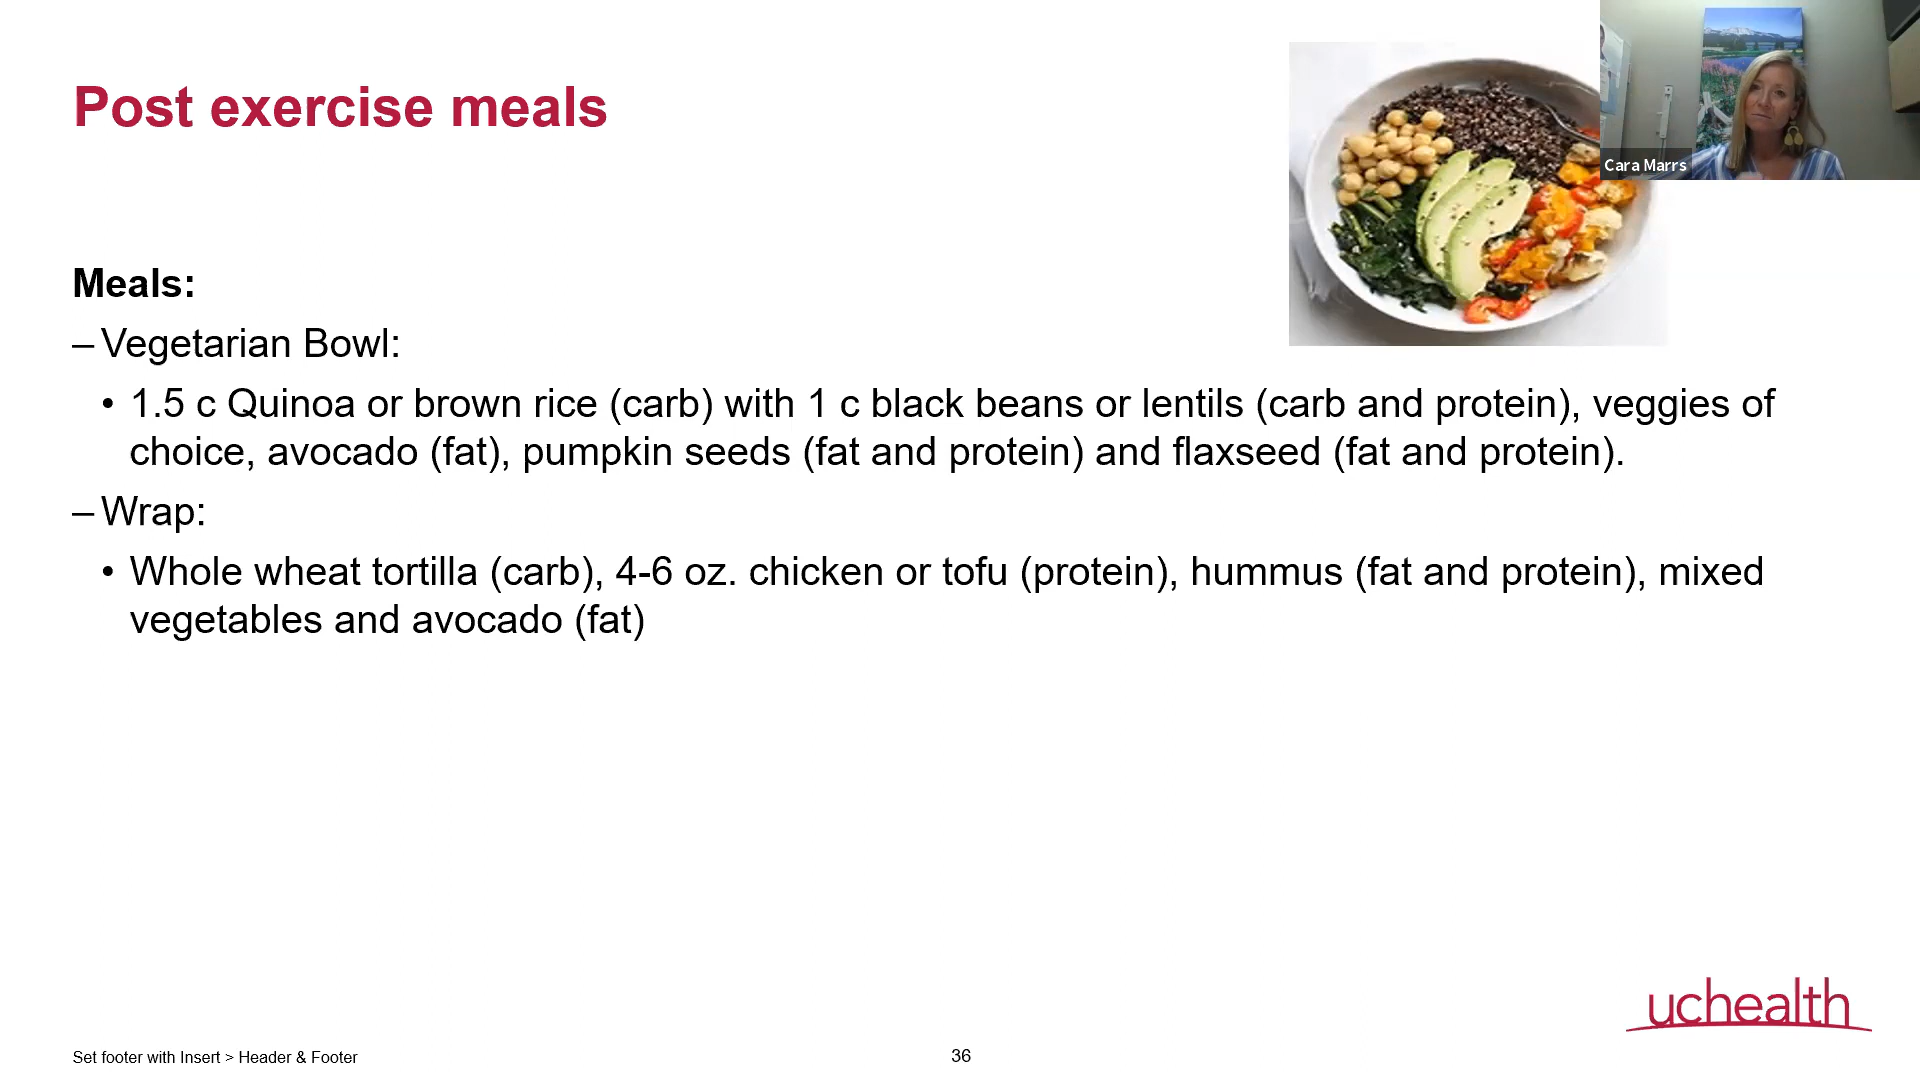 Post exercise meals
Cara Marrs
Meals:
– Vegetarian Bowl:
• 1.5 c Quinoa or brown rice (carb) with 1 c black beans or lentils (carb and protein), veggies of
choice, avocado (fat), pumpkin seeds (fat and protein) and flaxseed (fat and protein).
– Wrap:
• Whole wheat tortilla (carb), 4-6 oz. chicken or tofu (protein), hummus (fat and protein), mixed
vegetables and avocado (fat)
uchealth
Set footer with Insert > Header & Footer
36